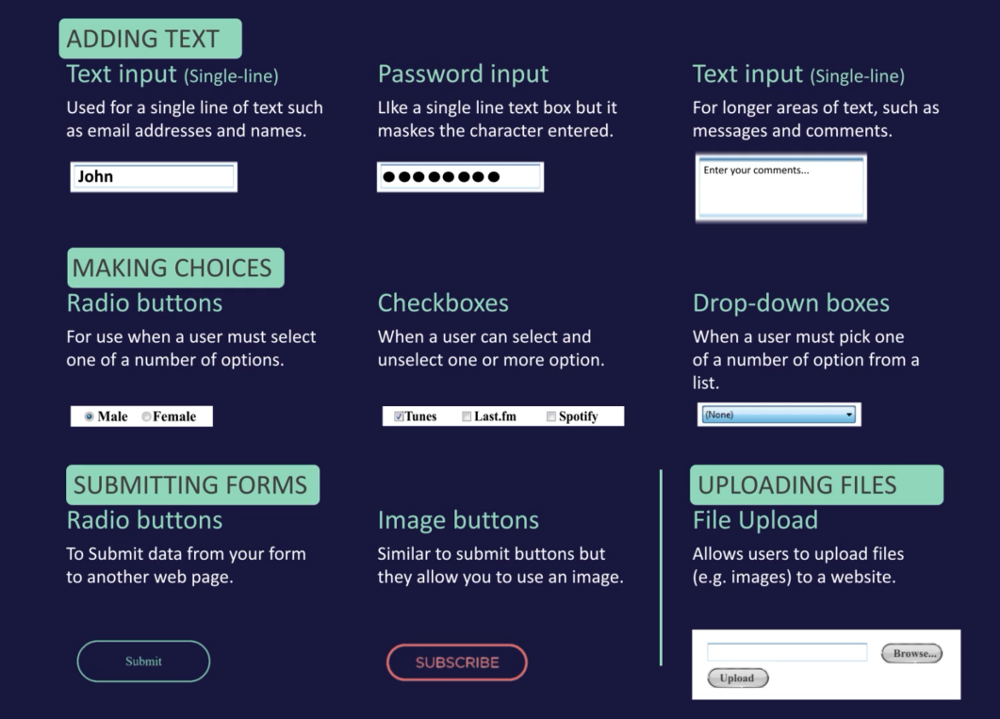 ADDING TEXT
Text input (Single-line)
Used for a single line of text such
as email addresses and names.
John
Password input
LIke a single line text box but it
maskes the character entered.
Text input (Single-line)
For longer areas of text, such as
messages and comments.
Enter your comments...
MAKING CHOICES
Radio buttons
For use when a user must select
one of a number of options.
Male Female
Checkboxes
When a user can select and
unselect one or more option.
Tunes Last.fm Spotify
Drop-down boxes
When a user must pick one
of a number of option from a
list.
(None)
SUBMITTING FORMS
Radio buttons
To Submit data from your form
to another web page.
Submit
Image buttons
Similar to submit buttons but
they allow you to use an image.
SUBSCRIBE
UPLOADING FILES
File Upload
Allows users to upload files
(e.g. images) to a website.
Browse...
Upload